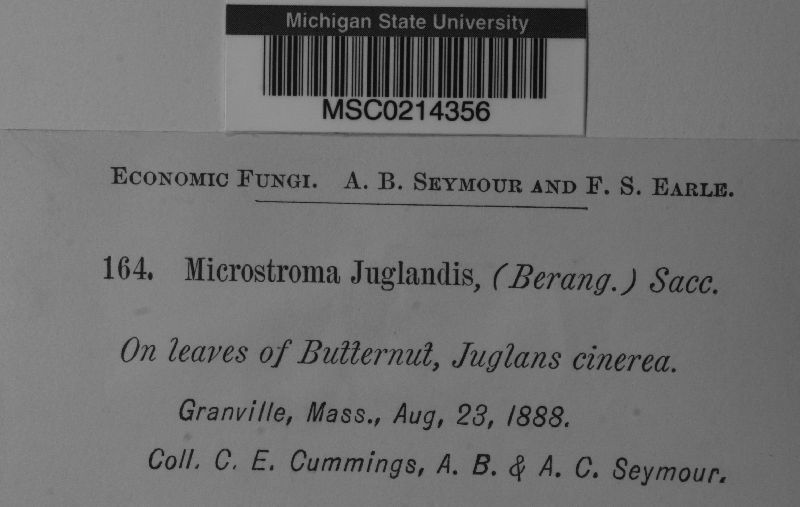 Michigan State University
MSC0214356
Economic Fungi. A. B. Seymour and F. S. Earle.
164. Microstroma Juglandis, (Berang.) Sacc.
On leaves of Butternut, Juglans cinerea.
Granville, Mass., Aug, 23, 1888.
Coll. C. E. Cummings, A. B. & A. C. Seymour.